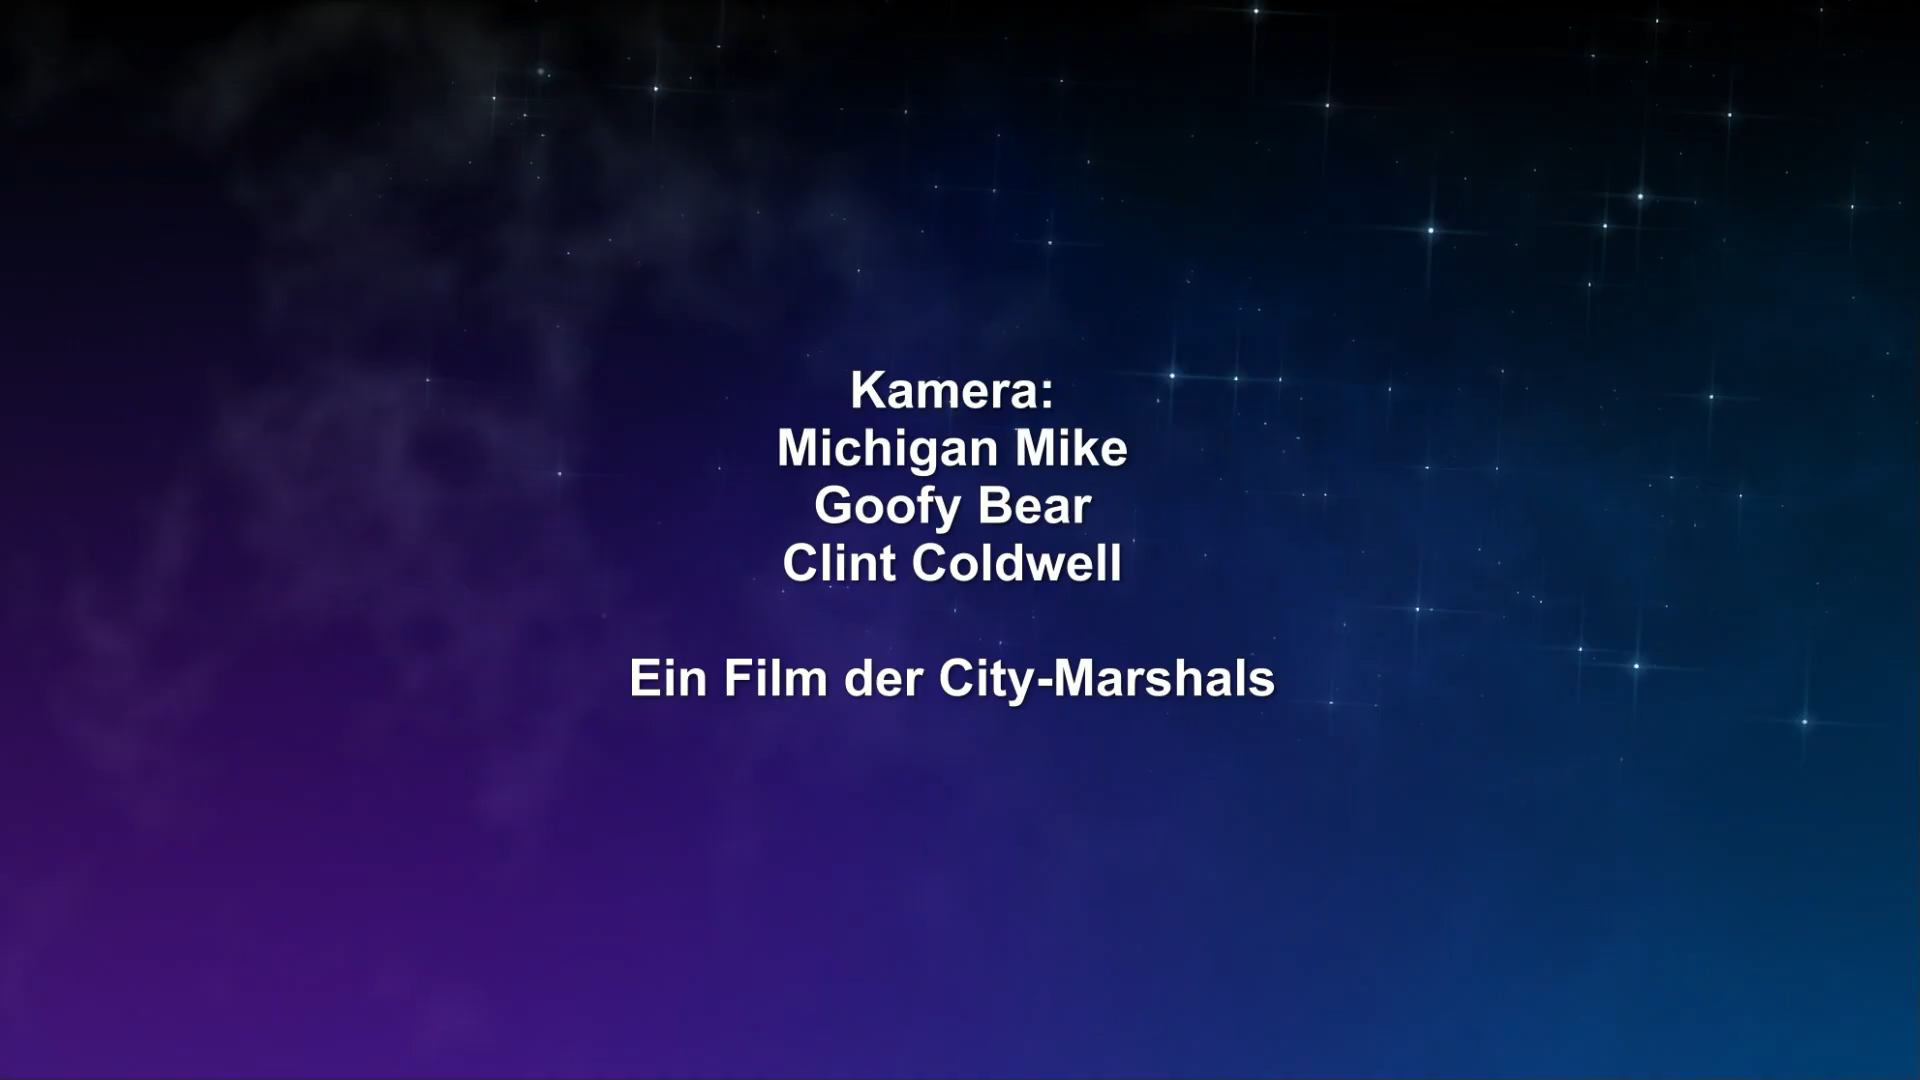 Kamera:
Michigan Mike
Goofy Bear
Clint Coldwell
Ein Film der City-Marshals